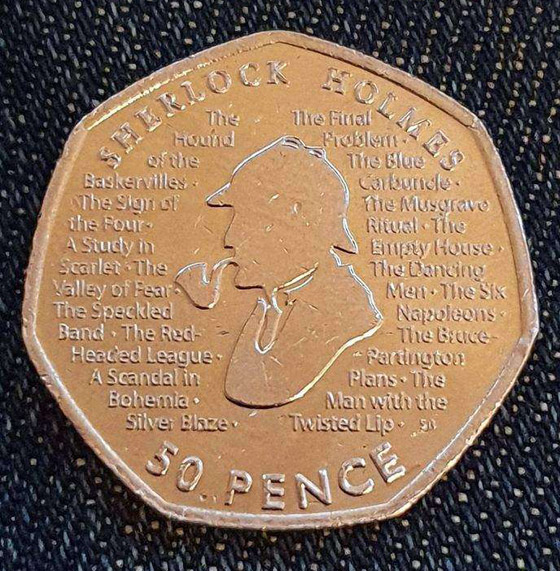 SHERLOCK HOLMES
The
Hound
of the
Baskervilles ·
The Sign of
the Four ·
A Study in
Scarlet · The
Valley of Fear ·
The Speckled
Band · The Red-
Headed League ·
A Scandal in
Bohemia ·
Silver Blaze ·
The Final
Problem ·
The Blue
Carbuncle ·
The Musgrave
Ritual · The
Empty House ·
The Dancing
Men · The Six
Napoleons ·
The Bruce-
Partington
Plans · The
Man with the
Twisted Lip ·
50 PENCE